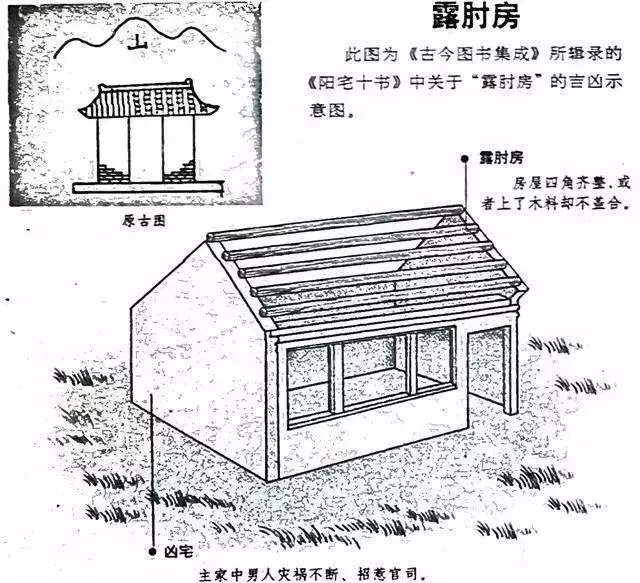 露肘房
此图为《古今图书集成》所辑录的
《阳宅十书》中关于“露肘房”的吉凶示
意图。
山
原古图
露肘房
房屋四角齐整，或
者上了木料却不盖合。
凶宅
主家中男人灾祸不断、招惹官司。